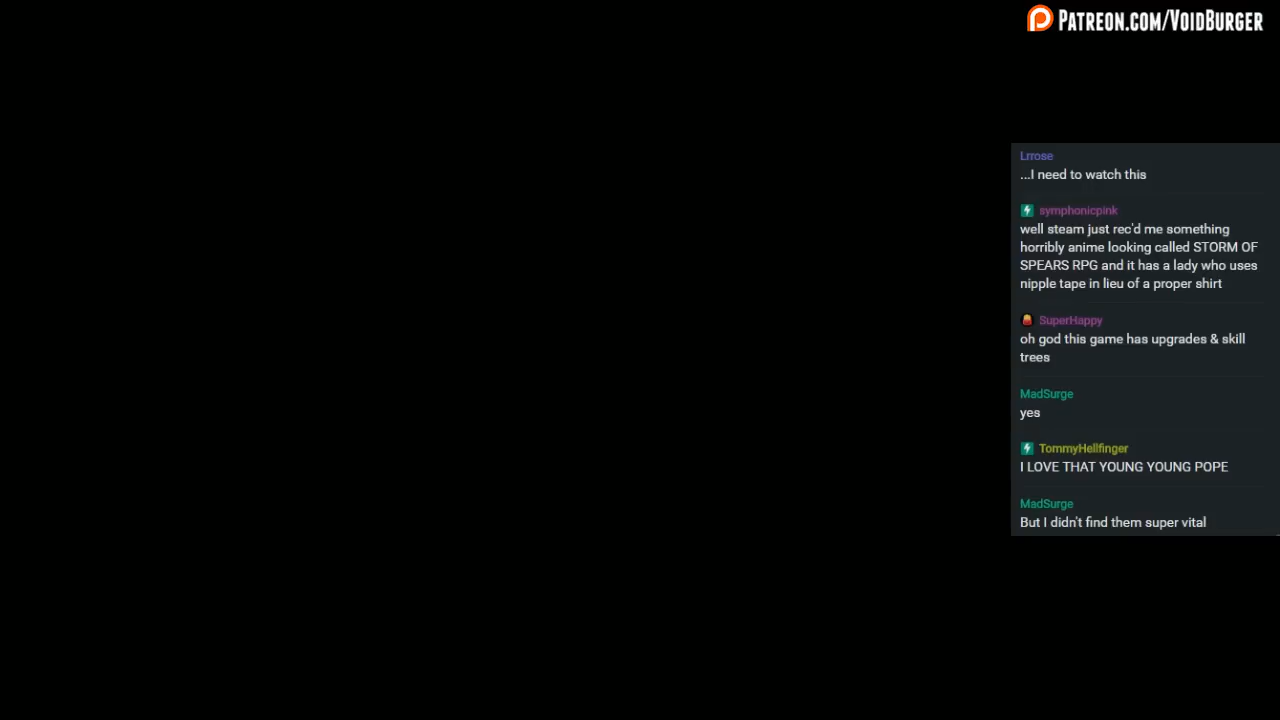 PATREON.COM/VOIDBURGER
Lrrose
...I need to watch this
symphonicpink
well steam just rec'd me something
horribly anime looking called STORM OF
SPEARS RPG and it has a lady who uses
nipple tape in lieu of a proper shirt
SuperHappy
oh god this game has upgrades & skill
trees
MadSurge
yes
TommyHellfinger
I LOVE THAT YOUNG YOUNG POPE
MadSurge
But I didn't find them super vital